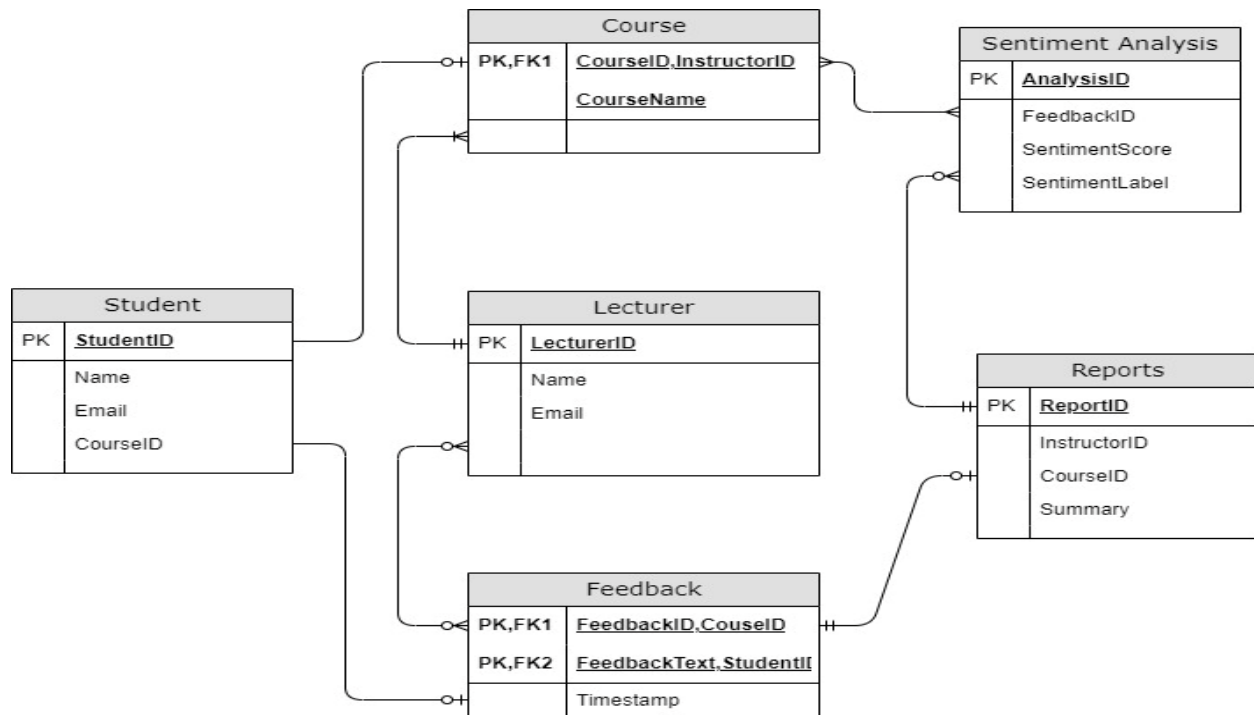 Course
PK,FK1 CourseID,InstructorID
CourseName
Sentiment Analysis
PK AnalysisID
FeedbackID
SentimentScore
SentimentLabel
Student
PK StudentID
Name
Email
CourseID
Lecturer
PK LecturerID
Name
Email
Reports
PK ReportID
InstructorID
CourseID
Summary
Feedback
PK,FK1 FeedbackID,CouseID
PK,FK2 FeedbackText,StudentID
Timestamp